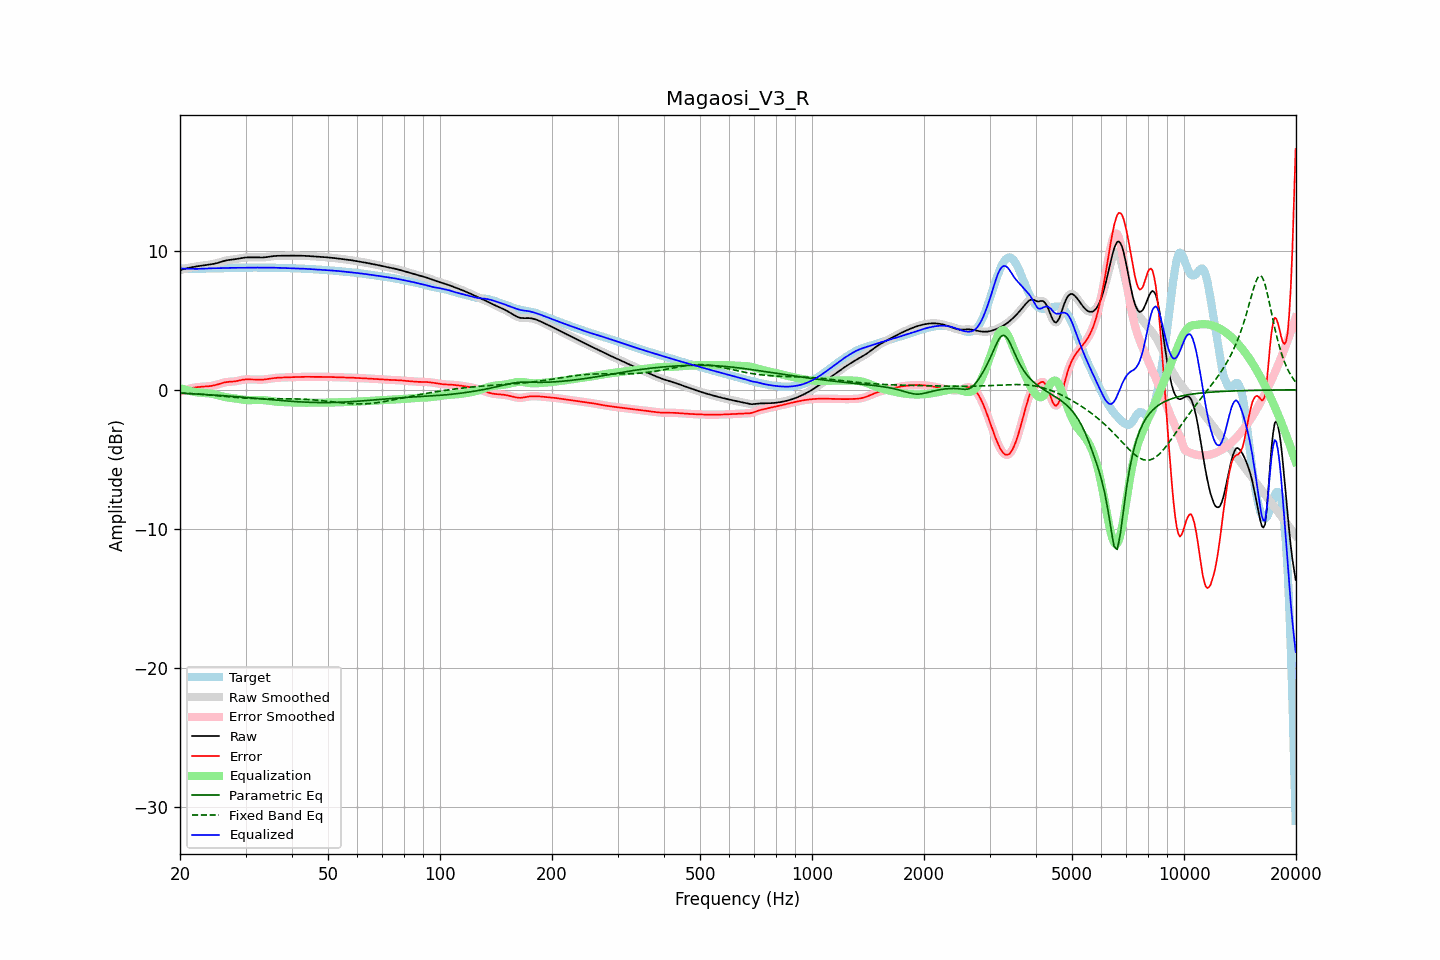 Magaosi_V3_R
Amplitude (dBr)
10
0
−10
−20
−30
Target
Raw Smoothed
Error Smoothed
Raw
Error
Equalization
Parametric Eq
Fixed Band Eq
Equalized
20 50 100 200 500 1000 2000 5000 10000 20000
Frequency (Hz)